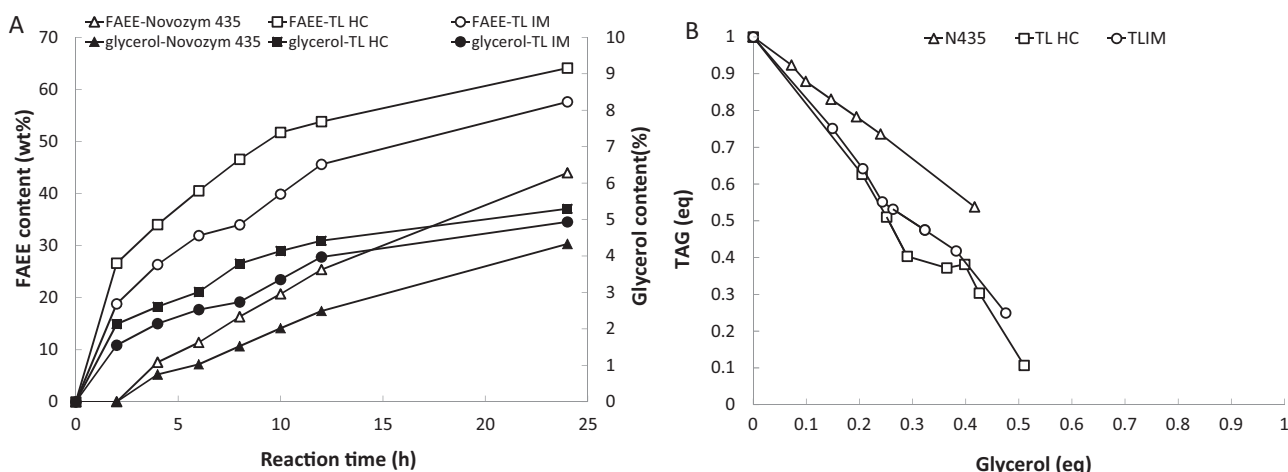 A
FAEE-Novozym 435 FAEE-TL HC FAEE-TL IM
glycerol-Novozym 435 glycerol-TL HC glycerol-TL IM
70
60
50
40
30
20
10
0
FAEE content (wt%)
0 5 10 15 20 25
Reaction time (h)
10
9
8
7
6
5
4
3
2
1
0
Glycerol content(%)
B
N435 TL HC TLIM
1
0.9
0.8
0.7
0.6
0.5
0.4
0.3
0.2
0.1
0
TAG (eq)
0 0.1 0.2 0.3 0.4 0.5 0.6 0.7 0.8 0.9 1
Glycerol (eq)